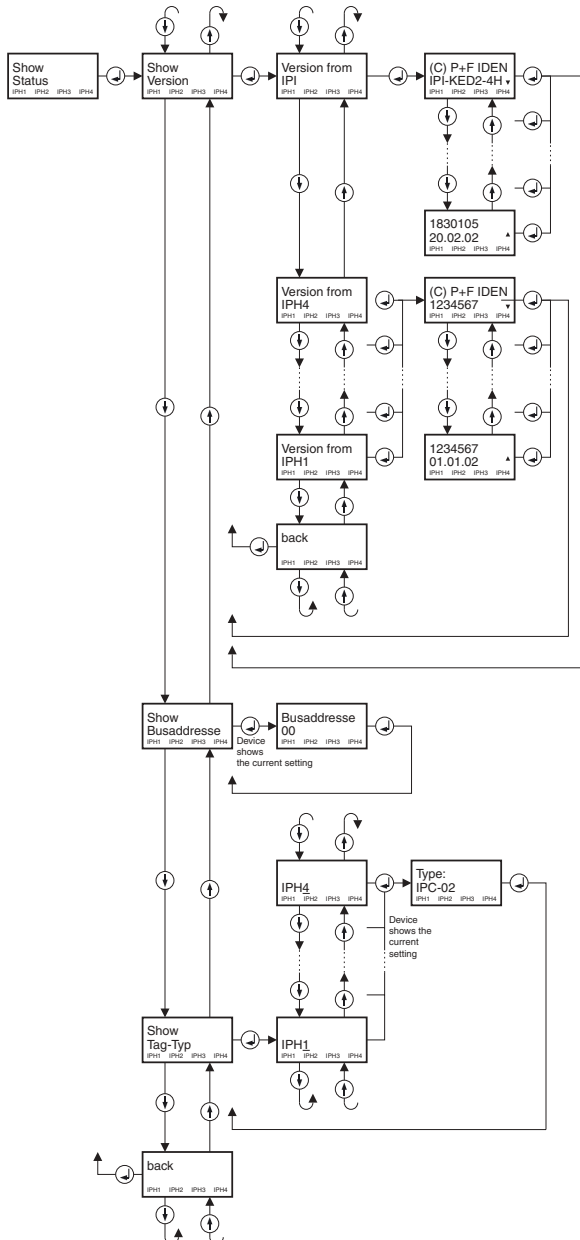 Show
Status
IPH1 IPH2 IPH3 IPH4
Show
Version
IPH1 IPH2 IPH3 IPH4
Version from
IPI
IPH1 IPH2 IPH3 IPH4
(C) P+F IDEN
IPI-KED2-4H
IPH1 IPH2 IPH3 IPH4
1830105
20.02.02
IPH1 IPH2 IPH3 IPH4
Version from
IPH4
IPH1 IPH2 IPH3 IPH4
(C) P+F IDEN
1234567
IPH1 IPH2 IPH3 IPH4
Version from
IPH1
IPH1 IPH2 IPH3 IPH4
1234567
01.01.02
IPH1 IPH2 IPH3 IPH4
back
IPH1 IPH2 IPH3 IPH4
Show
Busaddresse
IPH1 IPH2 IPH3 IPH4
Device
shows
the current setting
Busaddresse
00
IPH1 IPH2 IPH3 IPH4
IPH4
IPH1 IPH2 IPH3 IPH4
Type:
IPC-02
IPH1 IPH2 IPH3 IPH4
Device
shows the
current
setting
Show
Tag-Typ
IPH1 IPH2 IPH3 IPH4
IPH1
IPH1 IPH2 IPH3 IPH4
back
IPH1 IPH2 IPH3 IPH4